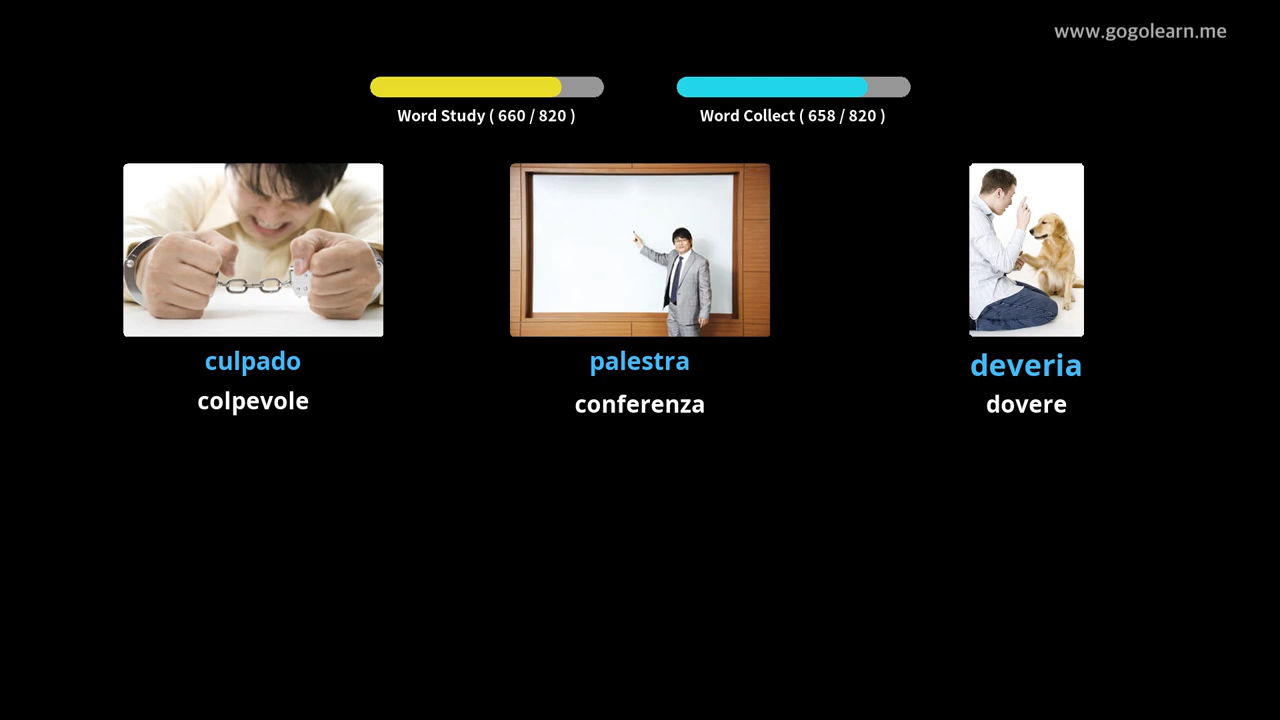 www.gogolearn.me
Word Study ( 660 / 820 )
Word Collect ( 658 / 820 )
culpado
colpevole
palestra
conferenza
deveria
dovere